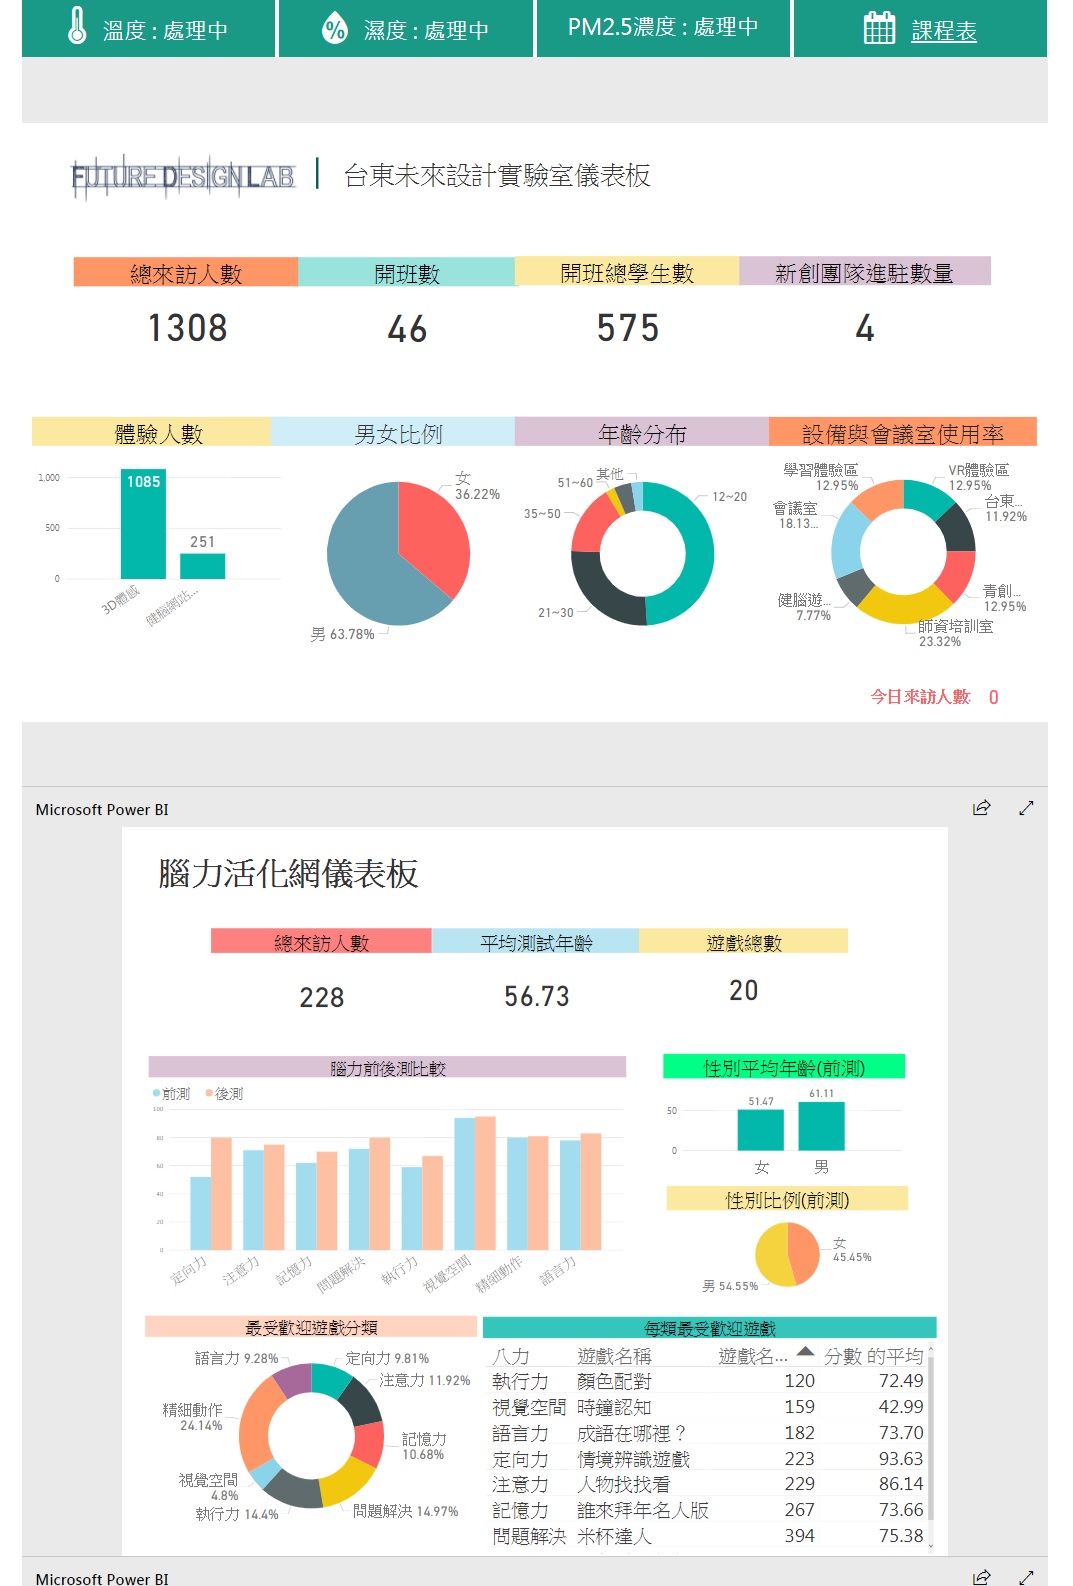 溫度 : 處理中
濕度 : 處理中
PM2.5濃度 : 處理中
課程表
FUTURE DESIGN LAB
台東未來設計實驗室儀表板
總來訪人數 開班數 開班總學生數 新創團隊進駐數量
1308 46 575 4
體驗人數 男女比例 年齡分布 設備與會議室使用率
1,000
500
0
1085
251
3D體感
健腦網站...
女
36.22%
男 63.78%
其他
51~60
35~50
21~30
12~20
學習體驗區
12.95%
VR體驗區
12.95%
會議室
18.13...
台東...
11.92%
健腦遊...
7.77%
青創...
12.95%
師資培訓室
23.32%
今日來訪人數 0
Microsoft Power BI
腦力活化網儀表板
總來訪人數 平均測試年齡 遊戲總數
228 56.73 20
腦力前後測比較
前測 後測
100
80
60
40
20
0
定向力 注意力 記憶力 問題解決 執行力 視覺空間 精細動作 語言力
性別平均年齡(前測)
50
0
51.47
61.11
女 男
性別比例(前測)
女
45.45%
男 54.55%
最受歡迎遊戲分類
語言力 9.28%
定向力 9.81%
注意力 11.92%
精細動作
24.14%
記憶力
10.68%
視覺空間
4.8%
執行力 14.4%
問題解決 14.97%
每類最受歡迎遊戲
八力 遊戲名稱 遊戲名... 分數 的平均
執行力 顏色配對 120 72.49
視覺空間 時鐘認知 159 42.99
語言力 成語在哪裡？ 182 73.70
定向力 情境辨識遊戲 223 93.63
注意力 人物找找看 229 86.14
記憶力 誰來拜年名人版 267 73.66
問題解決 米杯達人 394 75.38
Microsoft Power BI